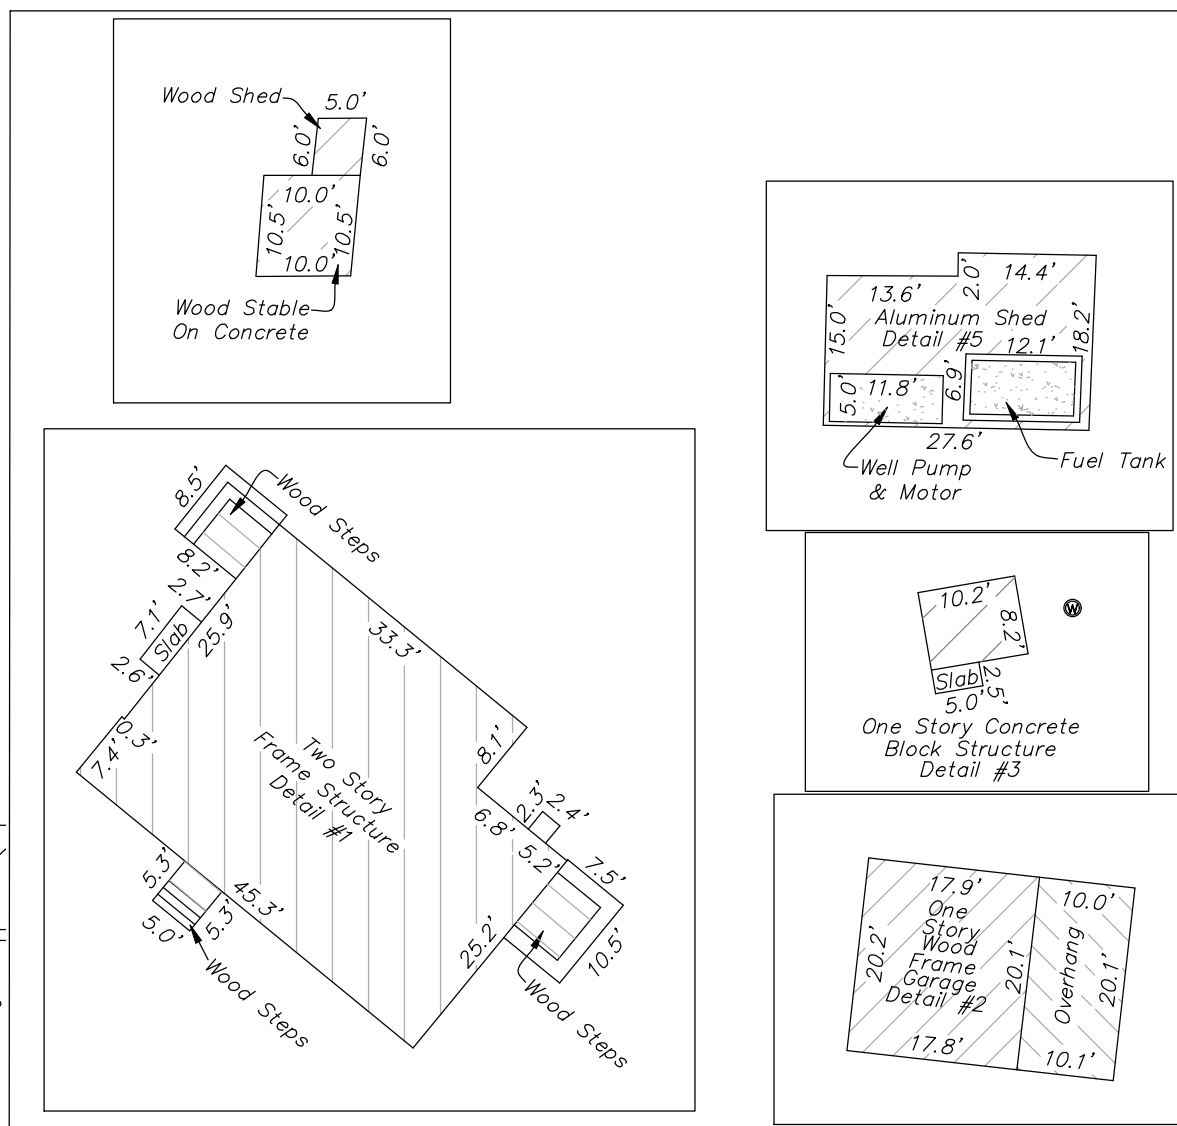 Wood Shed
5.0'
6.0'
6.0'
10.0'
10.5'
10.5'
10.0'
Wood Stable
On Concrete
14.4'
2.0'
13.6'
Aluminum Shed
Detail #5
15.0'
18.2'
12.1'
6.9'
11.8'
5.0'
27.6'
Well Pump
& Motor
Fuel Tank
8.5'
Wood Steps
8.2'
2.7'
7.1'
Slab
25.9'
2.6'
33.3'
0.3'
7.4'
Two Story
Frame Structure
Detail #1
8.1'
2.3'
2.4'
6.8'
5.2'
7.5'
5.3'
45.3'
5.3'
5.0'
Wood Steps
25.2'
10.5'
Wood Steps
10.2'
8.2'
W
Slab
2.5'
5.0'
One Story Concrete
Block Structure
Detail #3
17.9'
10.0'
One
Story
Wood
Frame
Garage
Detail #2
20.2'
20.1'
Overhang
20.1'
17.8'
10.1'